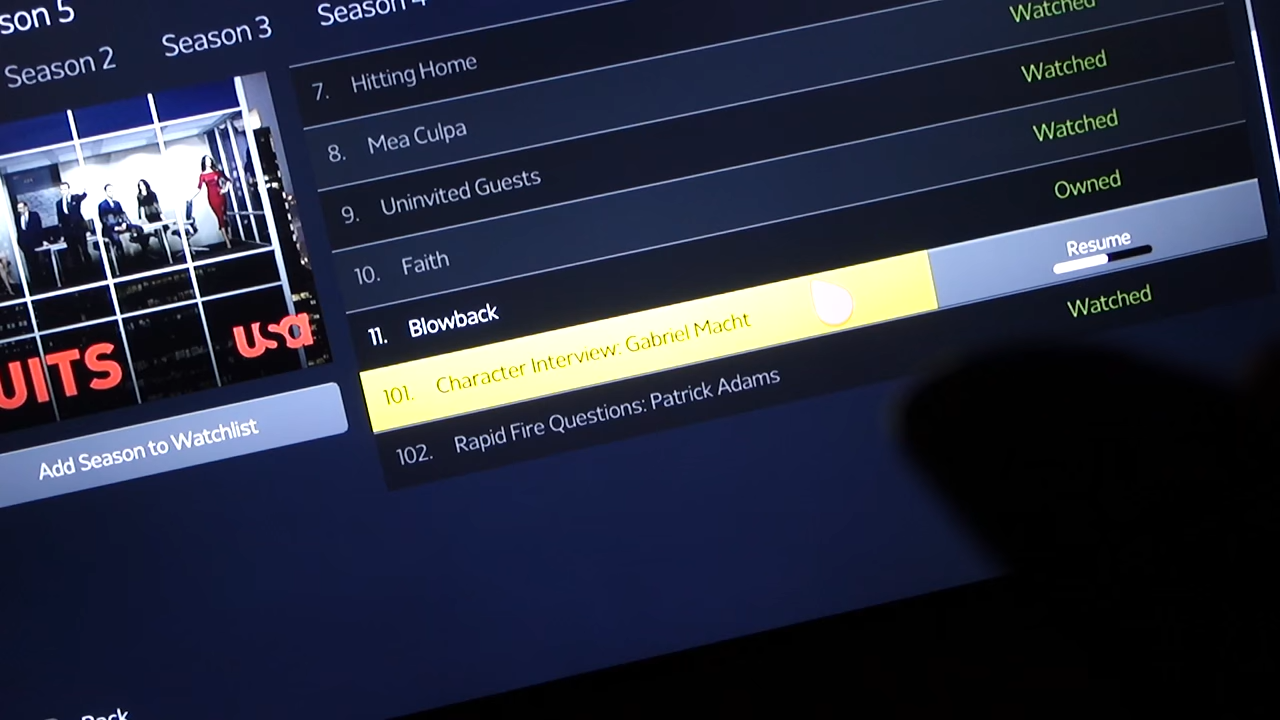 son 5
Season 2
Season 3
Season 4
Watched
7. Hitting Home
Watched
8. Mea Culpa
Watched
9. Uninvited Guests
Owned
10. Faith
Resume
11. Blowback
Watched
101. Character Interview: Gabriel Macht
102. Rapid Fire Questions: Patrick Adams
UITS
usa
Add Season to Watchlist
Back